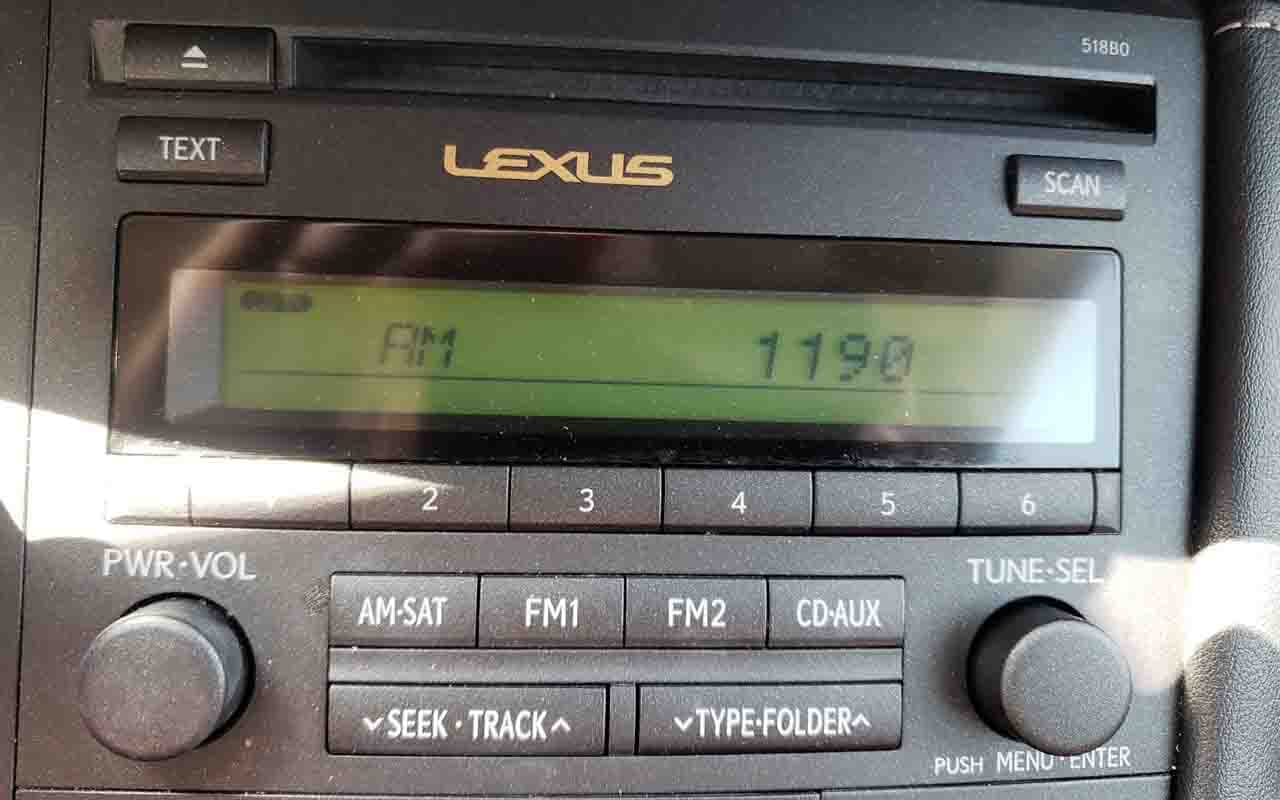 518B0
TEXT
LEXUS
SCAN
AM 1190
2 3 4 5 6
PWR·VOL
TUNE·SEL
AM·SAT FM1 FM2 CD·AUX
SEEK · TRACK
TYPE·FOLDER
PUSH MENU·ENTER